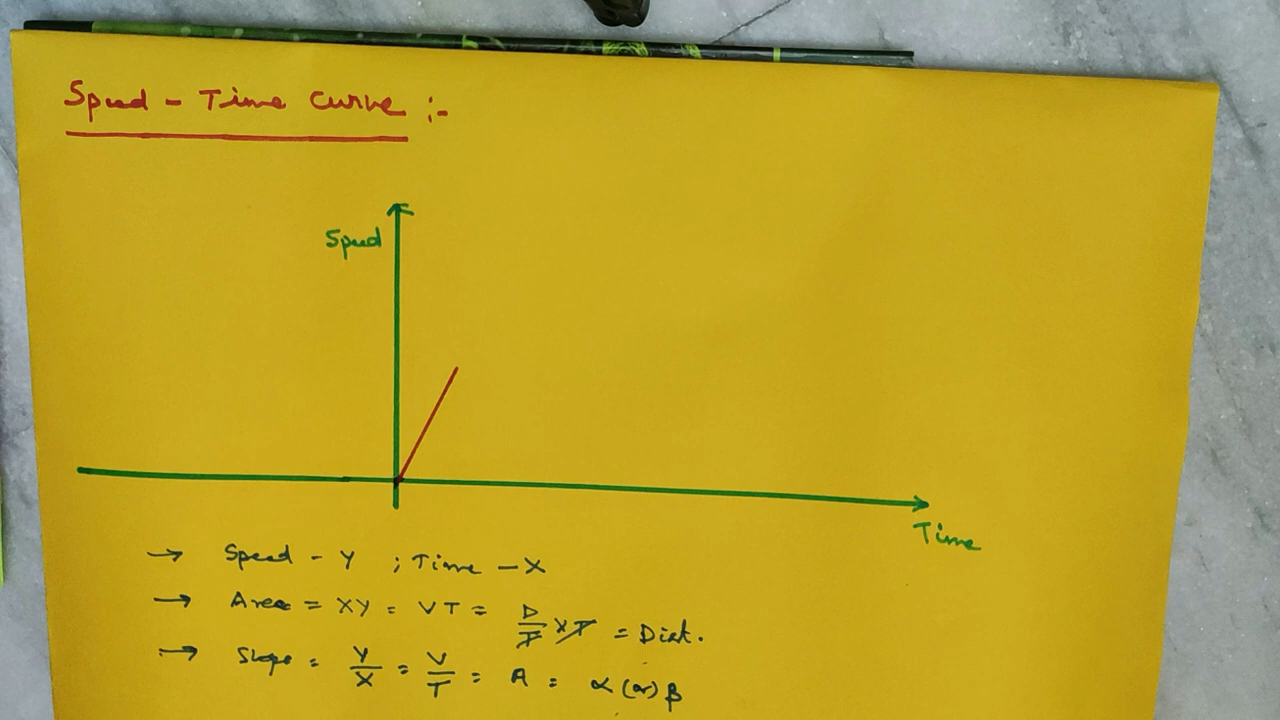 Speed - Time Curve :-
Speed
Time
→ Speed - Y ; Time - X
→ Area = XY = VT = D/T × T = Dist.
→ Slope = Y/X = V/T = A = α (or) β